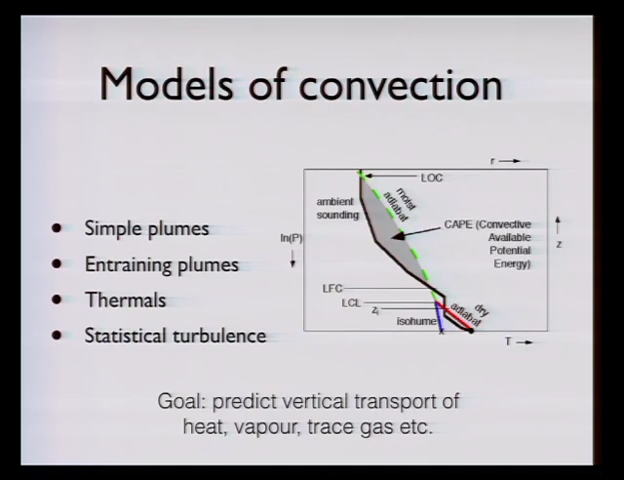 Models of convection
Simple plumes
Entraining plumes
Thermals
Statistical turbulence
r
LOC
ambient
sounding
moist
adiabat
CAPE (Convective
Available
Potential
Energy)
ln(P)
z
LFC
LCL
zi
isohume
dry
adiabat
T
Goal: predict vertical transport of
heat, vapour, trace gas etc.